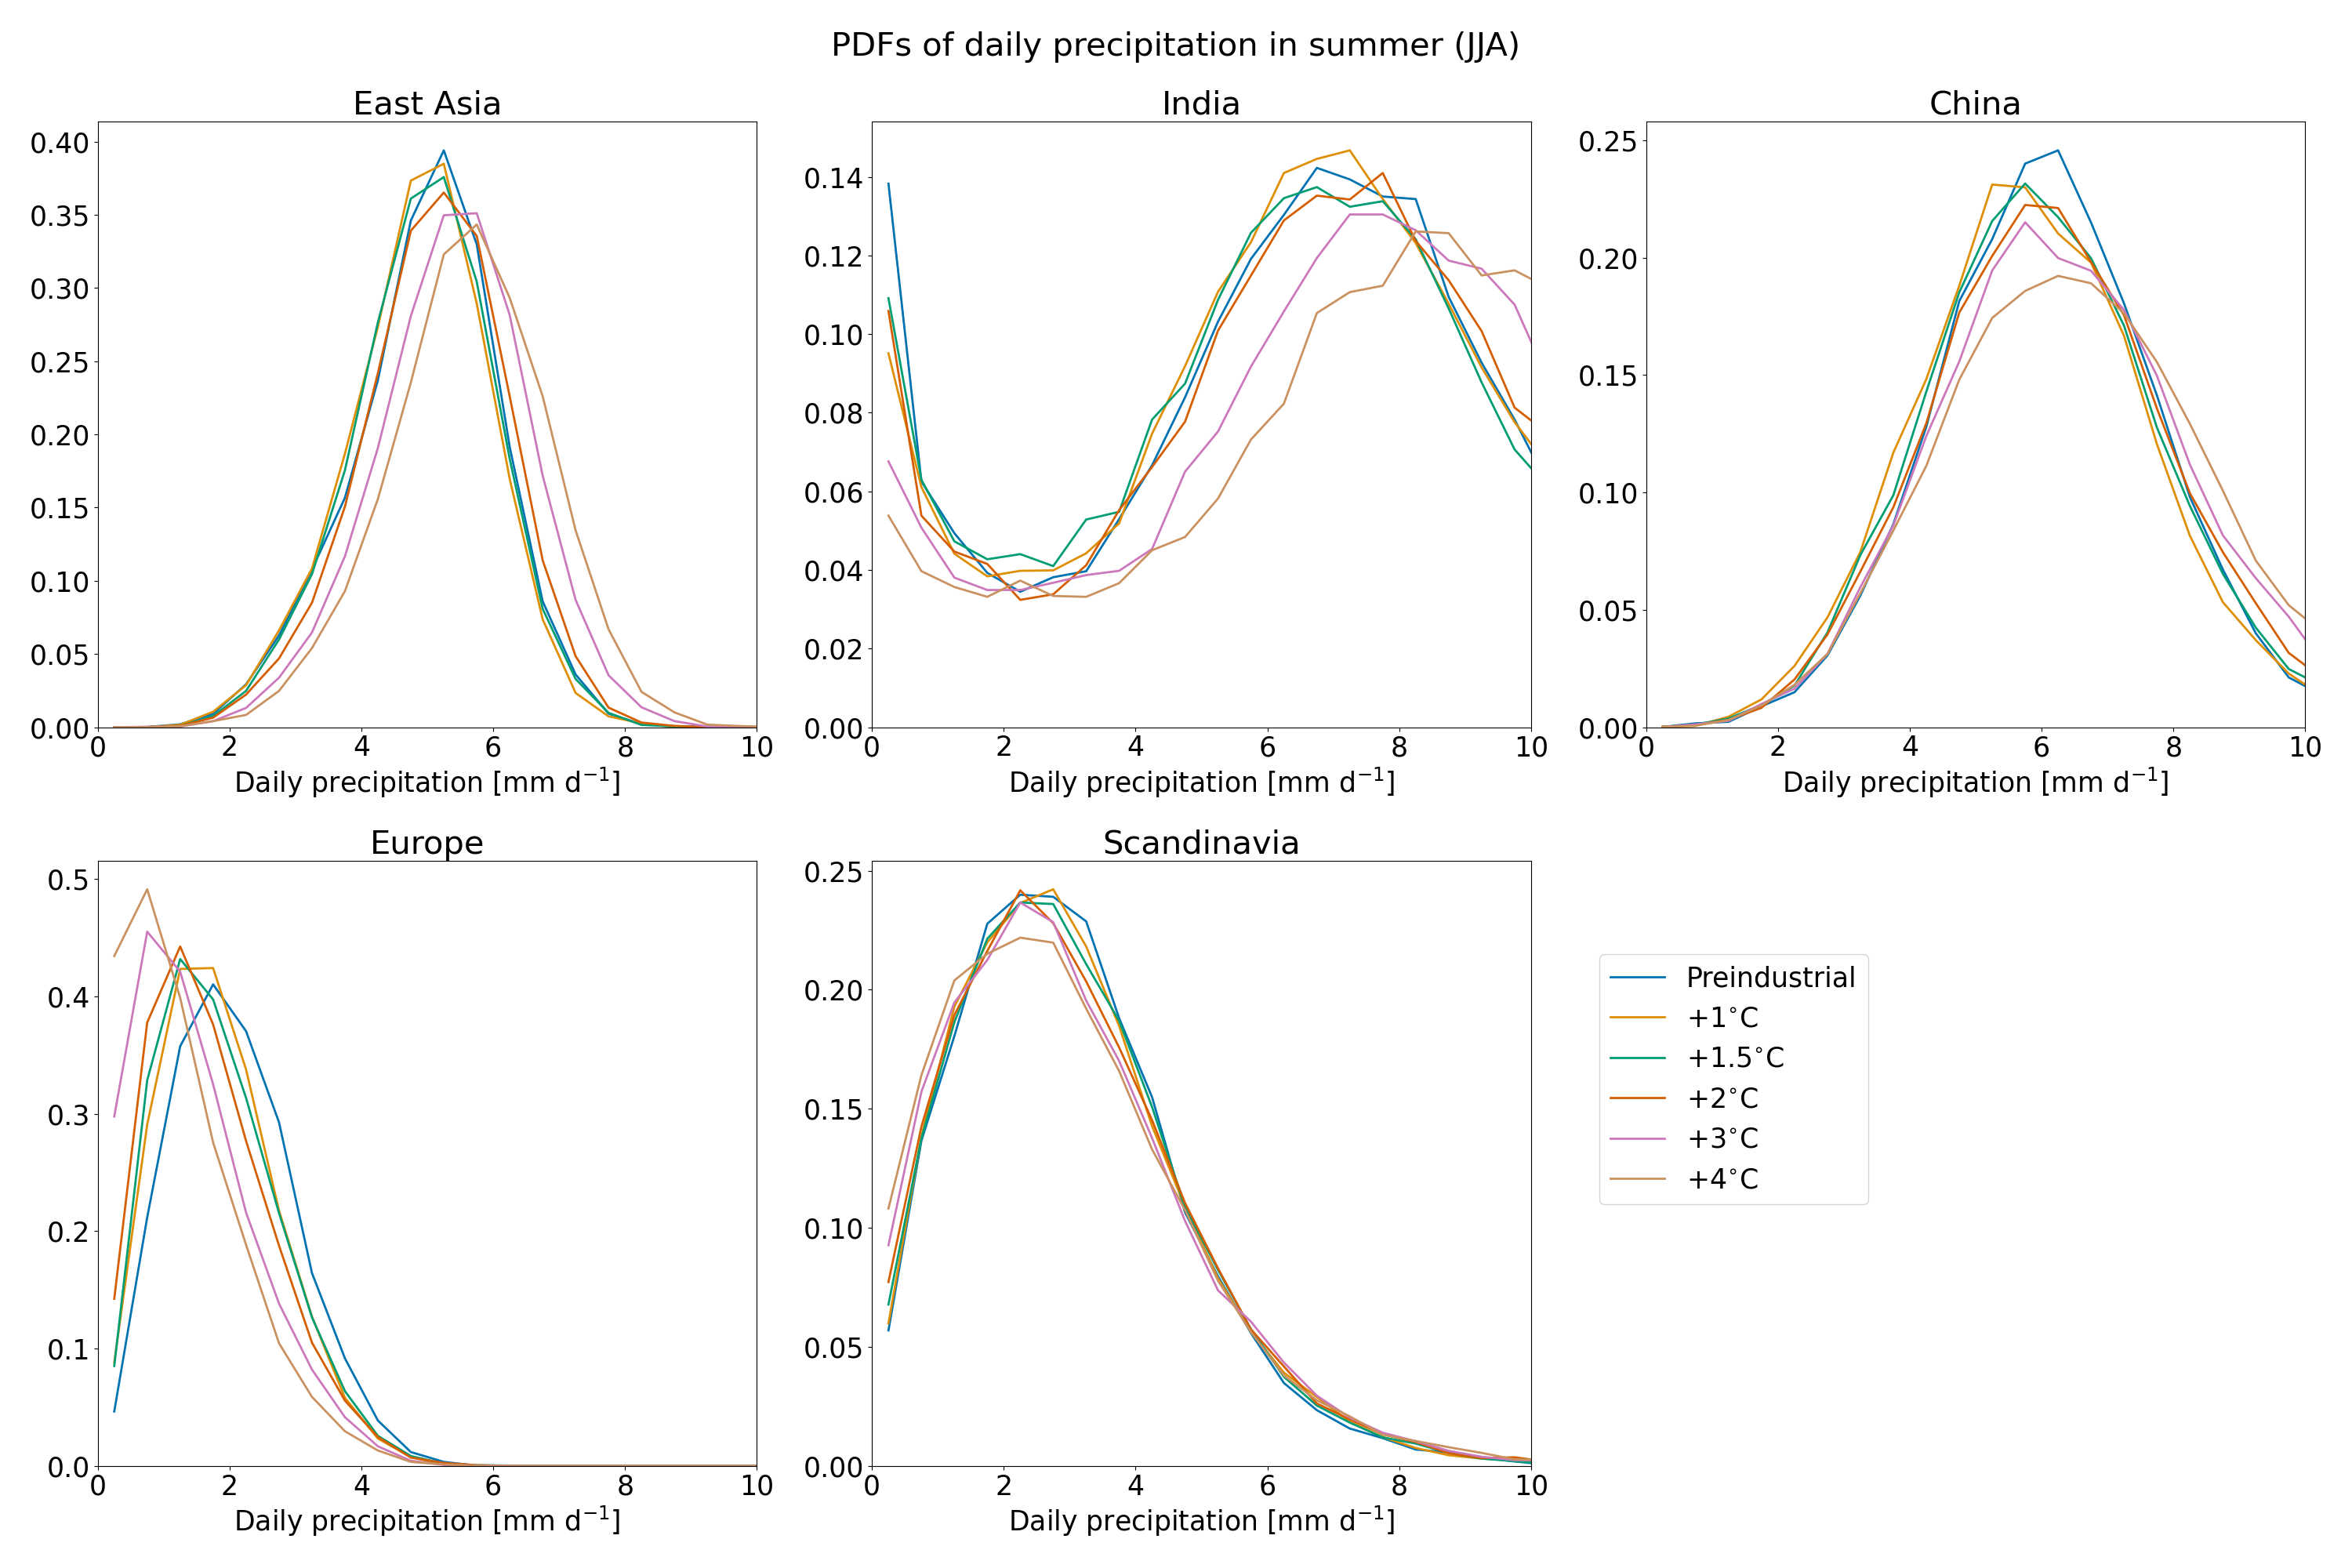 PDFs of daily precipitation in summer (JJA)
East Asia
0.40
0.35
0.30
0.25
0.20
0.15
0.10
0.05
0.00
0 2 4 6 8 10
Daily precipitation [mm d⁻¹]
India
0.14
0.12
0.10
0.08
0.06
0.04
0.02
0.00
0 2 4 6 8 10
Daily precipitation [mm d⁻¹]
China
0.25
0.20
0.15
0.10
0.05
0.00
0 2 4 6 8 10
Daily precipitation [mm d⁻¹]
Europe
0.5
0.4
0.3
0.2
0.1
0.0
0 2 4 6 8 10
Daily precipitation [mm d⁻¹]
Scandinavia
0.25
0.20
0.15
0.10
0.05
0.00
0 2 4 6 8 10
Daily precipitation [mm d⁻¹]
Preindustrial
+1°C
+1.5°C
+2°C
+3°C
+4°C